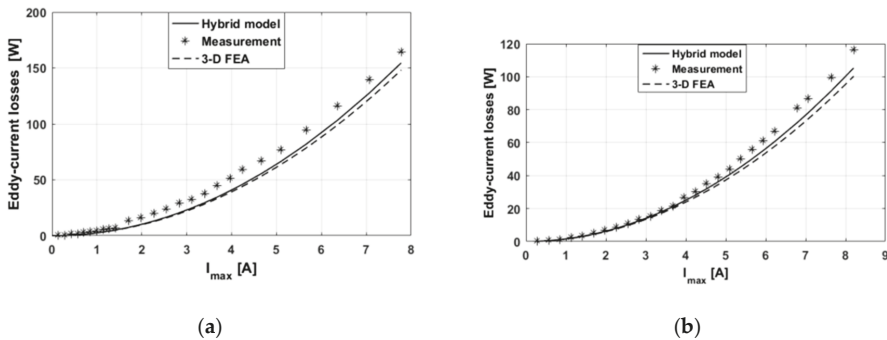 200
150
100
50
0
Eddy-current losses [W]
Hybrid model
Measurement
3-D FEA
0 1 2 3 4 5 6 7 8
I_max [A]
(a)
120
100
80
60
40
20
0
Eddy-current losses [W]
Hybrid model
Measurement
3-D FEA
0 1 2 3 4 5 6 7 8 9
I_max [A]
(b)